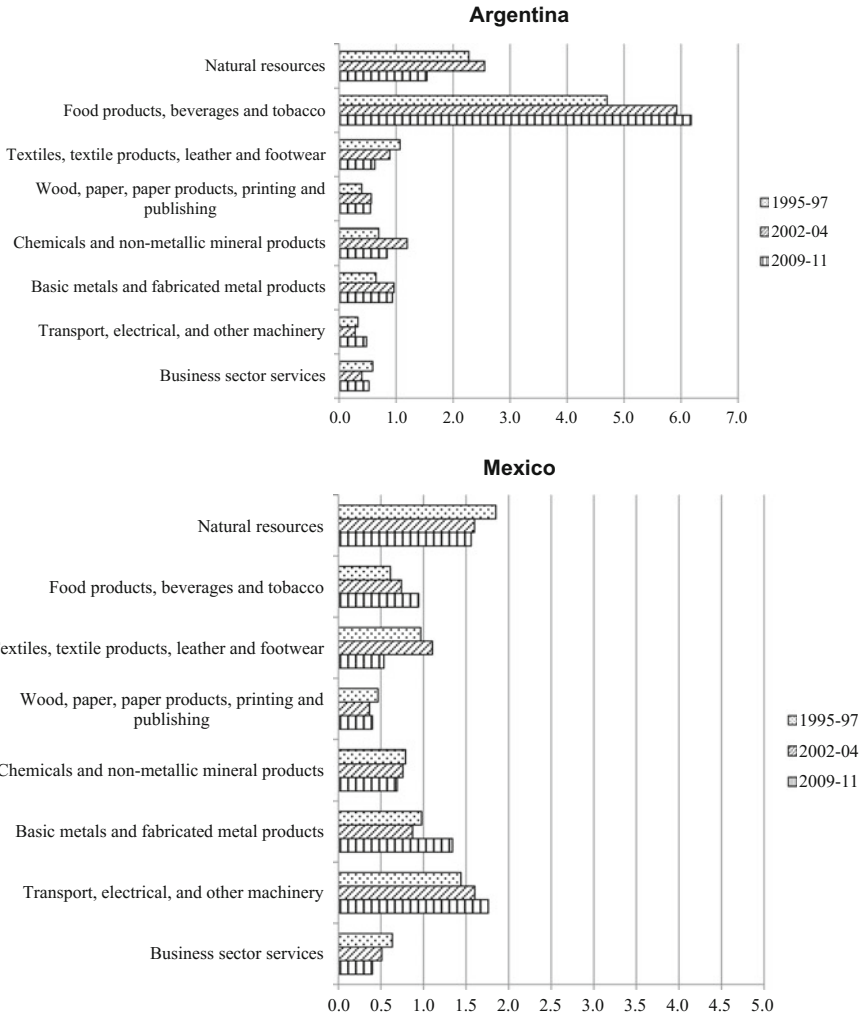 Argentina
Natural resources
Food products, beverages and tobacco
Textiles, textile products, leather and footwear
Wood, paper, paper products, printing and
publishing
Chemicals and non-metallic mineral products
Basic metals and fabricated metal products
Transport, electrical, and other machinery
Business sector services
0.0 1.0 2.0 3.0 4.0 5.0 6.0 7.0
1995-97
2002-04
2009-11
Mexico
Natural resources
Food products, beverages and tobacco
extiles, textile products, leather and footwear
Wood, paper, paper products, printing and
publishing
Chemicals and non-metallic mineral products
Basic metals and fabricated metal products
Transport, electrical, and other machinery
Business sector services
0.0 0.5 1.0 1.5 2.0 2.5 3.0 3.5 4.0 4.5 5.0
1995-97
2002-04
2009-11